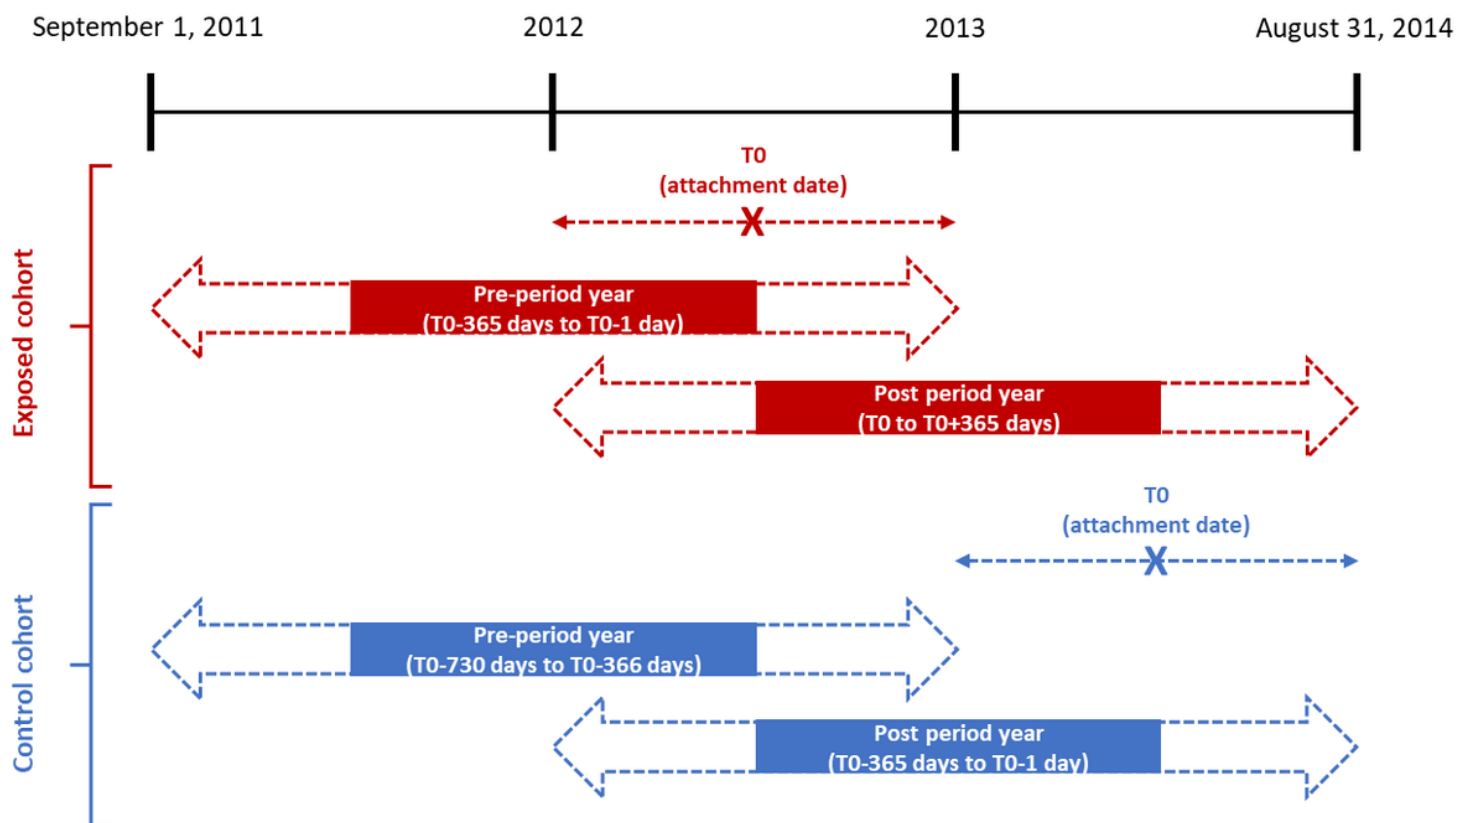 September 1, 2011
2012
2013
August 31, 2014
Exposed cohort
T0
(attachment date)
X
Pre-period year
(T0-365 days to T0-1 day)
Post period year
(T0 to T0+365 days)
Control cohort
T0
(attachment date)
X
Pre-period year
(T0-730 days to T0-366 days)
Post period year
(T0-365 days to T0-1 day)